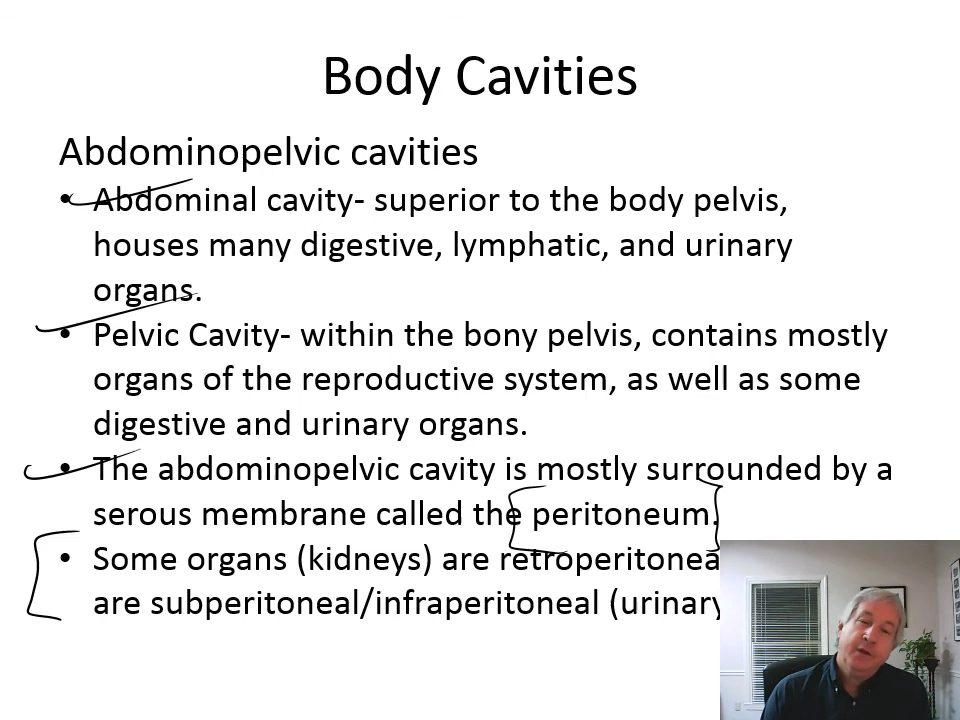 Body Cavities
Abdominopelvic cavities
• Abdominal cavity- superior to the body pelvis,
houses many digestive, lymphatic, and urinary
organs.
• Pelvic Cavity- within the bony pelvis, contains mostly
organs of the reproductive system, as well as some
digestive and urinary organs.
• The abdominopelvic cavity is mostly surrounded by a
serous membrane called the peritoneum.
• Some organs (kidneys) are retroperitonea
are subperitoneal/infraperitoneal (urinary